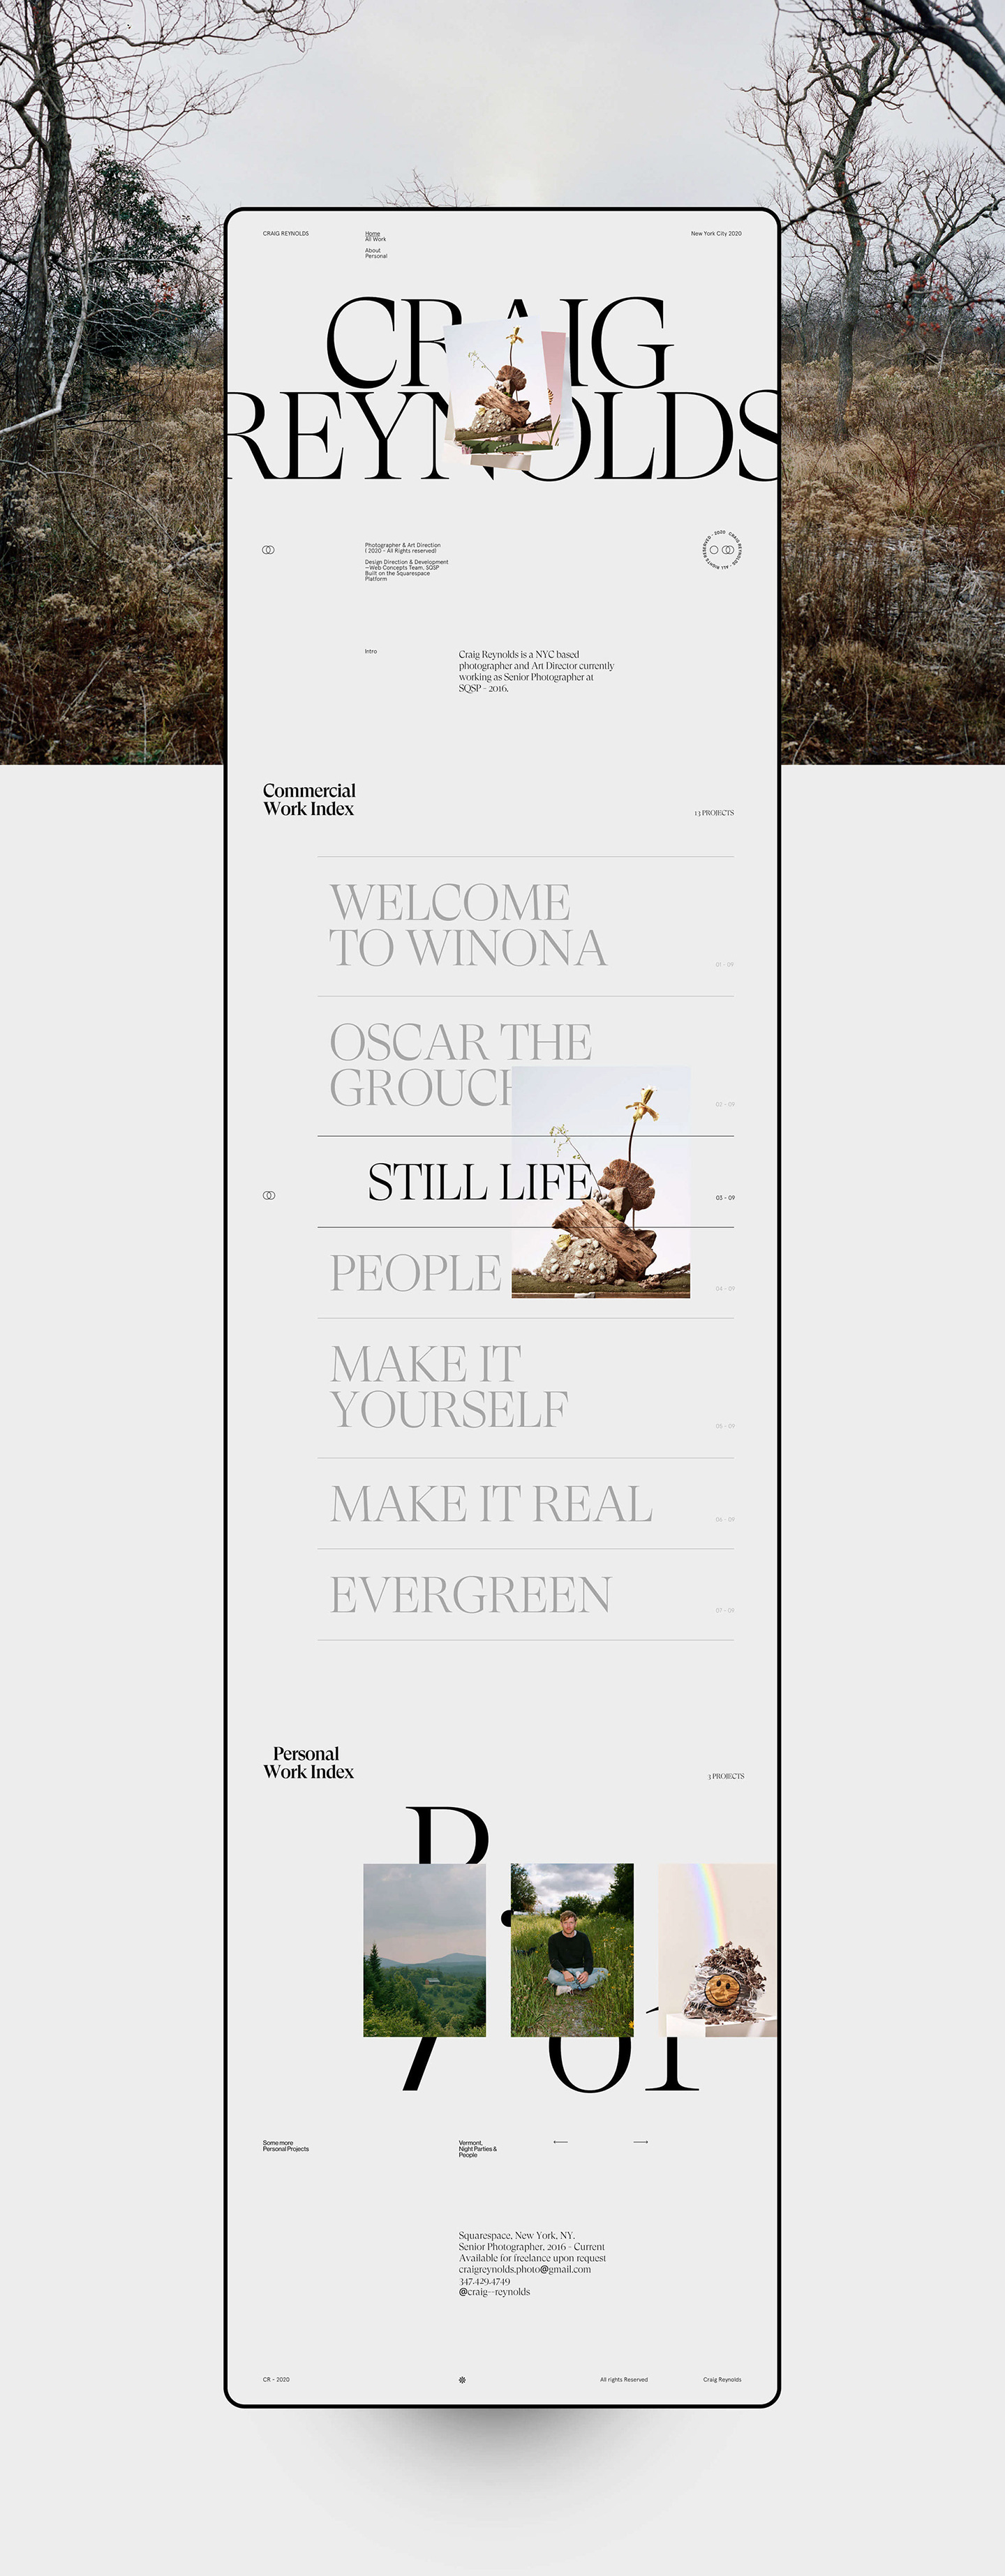 CRAIG REYNOLDS
Home
All Work
About
Personal
New York City 2020
CRAIG
REYNOLDS
Photographer & Art Direction
( 2020 - All Rights reserved)
Design Direction & Development
—Web Concepts Team, SQSP
Built on the Squarespace
Platform
CRAIG REYNOLDS - ALL RIGHTS RESERVED - 2020 -
Intro
Craig Reynolds is a NYC based
photographer and Art Director currently
working as Senior Photographer at
SQSP - 2016.
Commercial
Work Index
13 PROJECTS
WELCOME
TO WINONA
01 - 09
OSCAR THE
GROUCH
02 - 09
STILL LIFE
03 - 09
PEOPLE
04 - 09
MAKE IT
YOURSELF
05 - 09
MAKE IT REAL
06 - 09
EVERGREEN
07 - 09
Personal
Work Index
3 PROJECTS
Some more
Personal Projects
Vermont,
Night Parties &
People
Squarespace, New York, NY.
Senior Photographer, 2016 - Current
Available for freelance upon request
craigreynolds.photo@gmail.com
347.429.4749
@craig--reynolds
CR - 2020
All rights Reserved
Craig Reynolds